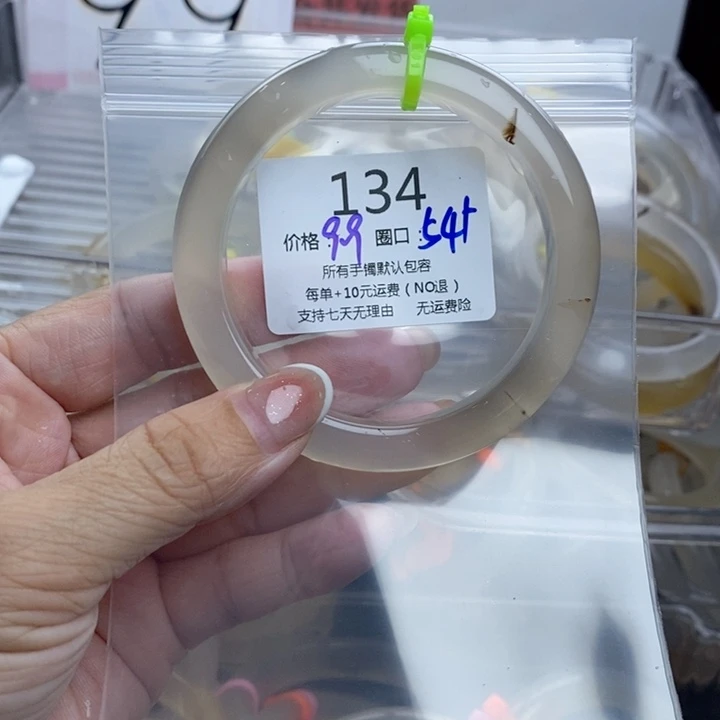 99
134
价格:99 圈口:54+
所有手镯默认包容
每单+10元运费(NO退)
支持七天无理由 无运费险